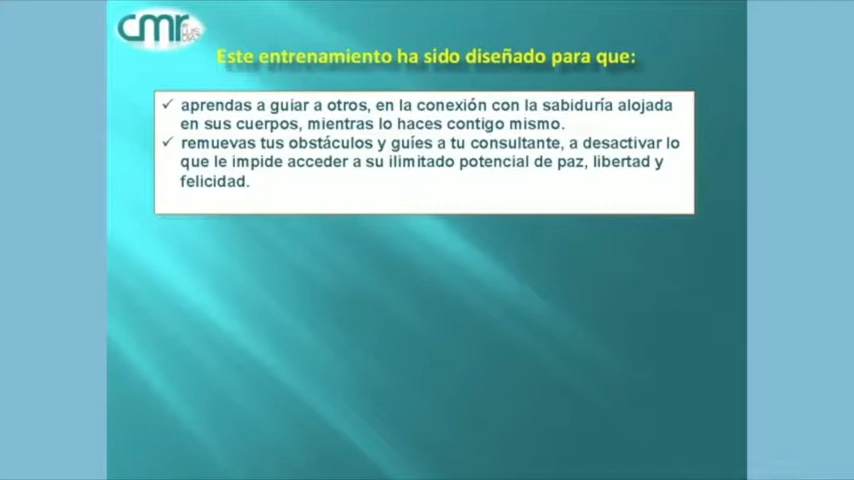 cmr
Este entrenamiento ha sido diseñado para que:
✓ aprendas a guiar a otros, en la conexión con la sabiduría alojada
en sus cuerpos, mientras lo haces contigo mismo.
✓ remuevas tus obstáculos y guíes a tu consultante, a desactivar lo
que le impide acceder a su ilimitado potencial de paz, libertad y
felicidad.